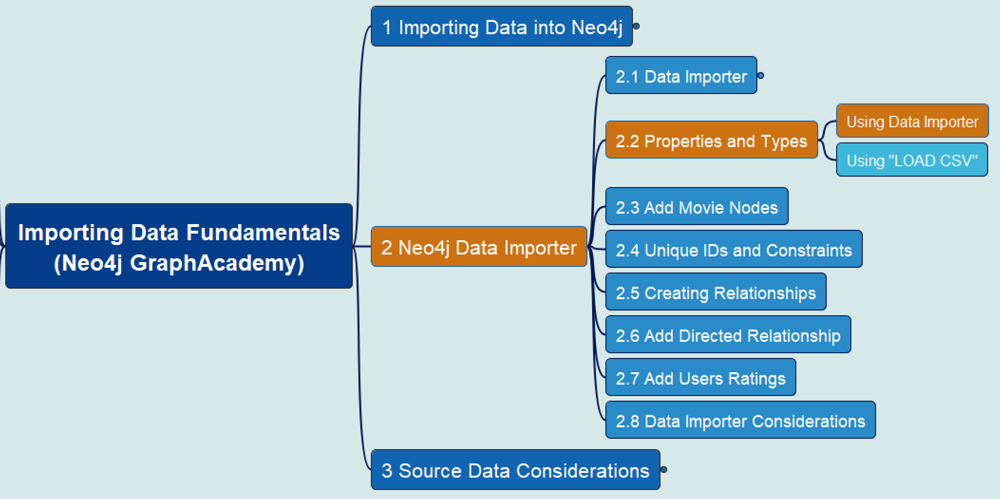 Importing Data Fundamentals
(Neo4j GraphAcademy)
1 Importing Data into Neo4j
2 Neo4j Data Importer
2.1 Data Importer
2.2 Properties and Types
Using Data Importer
Using "LOAD CSV"
2.3 Add Movie Nodes
2.4 Unique IDs and Constraints
2.5 Creating Relationships
2.6 Add Directed Relationship
2.7 Add Users Ratings
2.8 Data Importer Considerations
3 Source Data Considerations